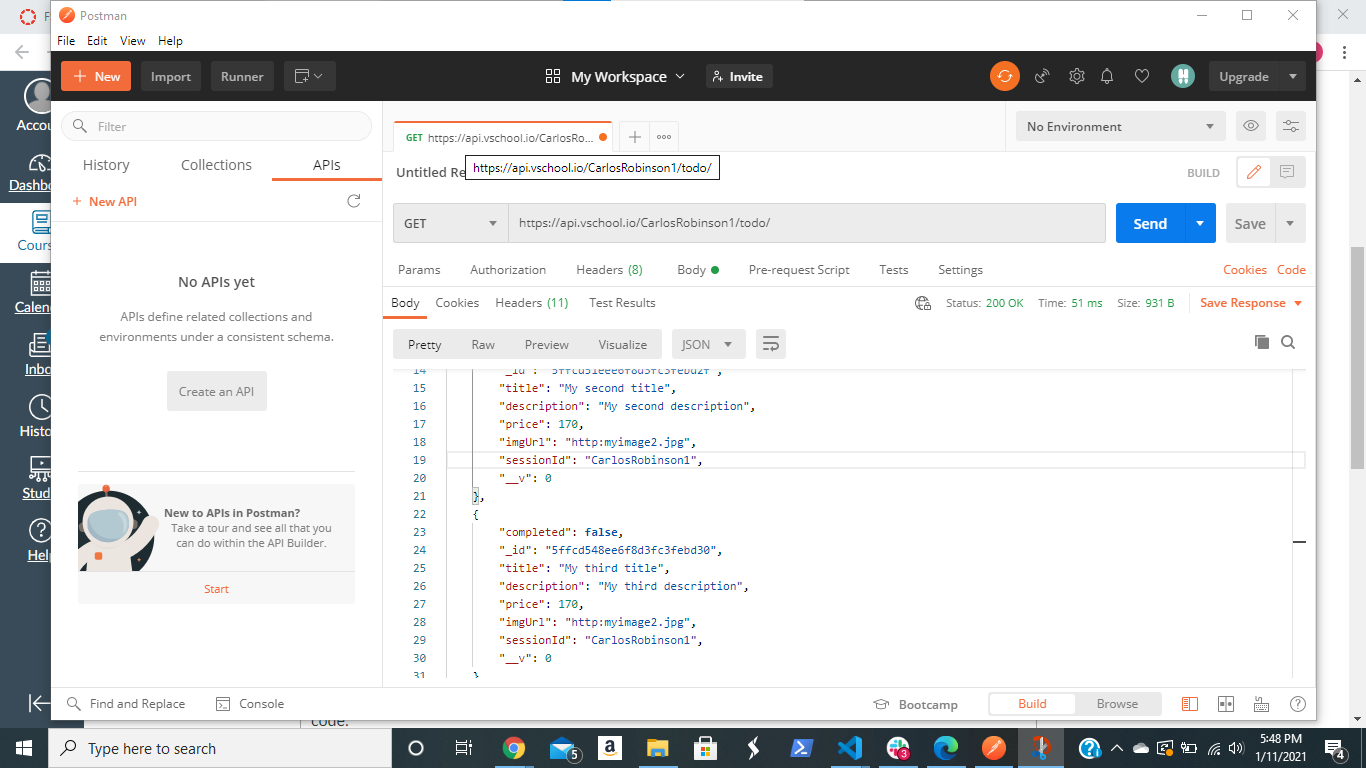 Postman
File Edit View Help
New Import Runner My Workspace Invite Upgrade
Filter
History Collections APIs
New API
No APIs yet
APIs define related collections and
environments under a consistent schema.
Create an API
New to APIs in Postman?
Take a tour and see all that you
can do within the API Builder.
Start
GET https://api.vschool.io/CarlosRo...
No Environment
Untitled Re
https://api.vschool.io/CarlosRobinson1/todo/
BUILD
GET https://api.vschool.io/CarlosRobinson1/todo/ Send Save
Params Authorization Headers (8) Body Pre-request Script Tests Settings Cookies Code
Body Cookies Headers (11) Test Results Status: 200 OK Time: 51 ms Size: 931 B Save Response
Pretty Raw Preview Visualize JSON
14 "_id": "5ffcd51eee6f8d3fc3febd2f",
15 "title": "My second title",
16 "description": "My second description",
17 "price": 170,
18 "imgUrl": "http:myimage2.jpg",
19 "sessionId": "CarlosRobinson1",
20 "__v": 0
21 },
22 {
23 "completed": false,
24 "_id": "5ffcd548ee6f8d3fc3febd30",
25 "title": "My third title",
26 "description": "My third description",
27 "price": 170,
28 "imgUrl": "http:myimage2.jpg",
29 "sessionId": "CarlosRobinson1",
30 "__v": 0
31 }
Find and Replace Console Bootcamp Build Browse
Accou
Dashbo
Cours
Calen
Inbo
Histo
Stud
Help
code.
Type here to search
5
a
3
5:48 PM
1/11/2021
4